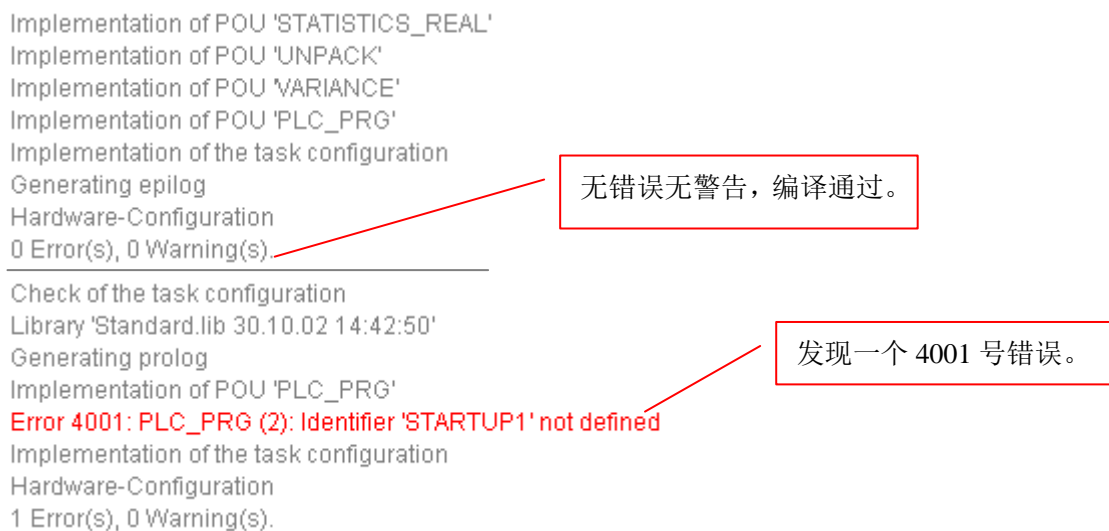 Implementation of POU 'STATISTICS_REAL'
Implementation of POU 'UNPACK'
Implementation of POU 'VARIANCE'
Implementation of POU 'PLC_PRG'
Implementation of the task configuration
Generating epilog
Hardware-Configuration
0 Error(s), 0 Warning(s).
无错误无警告，编译通过。
Check of the task configuration
Library 'Standard.lib 30.10.02 14:42:50'
Generating prolog
Implementation of POU 'PLC_PRG'
Error 4001: PLC_PRG (2): Identifier 'STARTUP1' not defined
Implementation of the task configuration
Hardware-Configuration
1 Error(s), 0 Warning(s).
发现一个 4001 号错误。